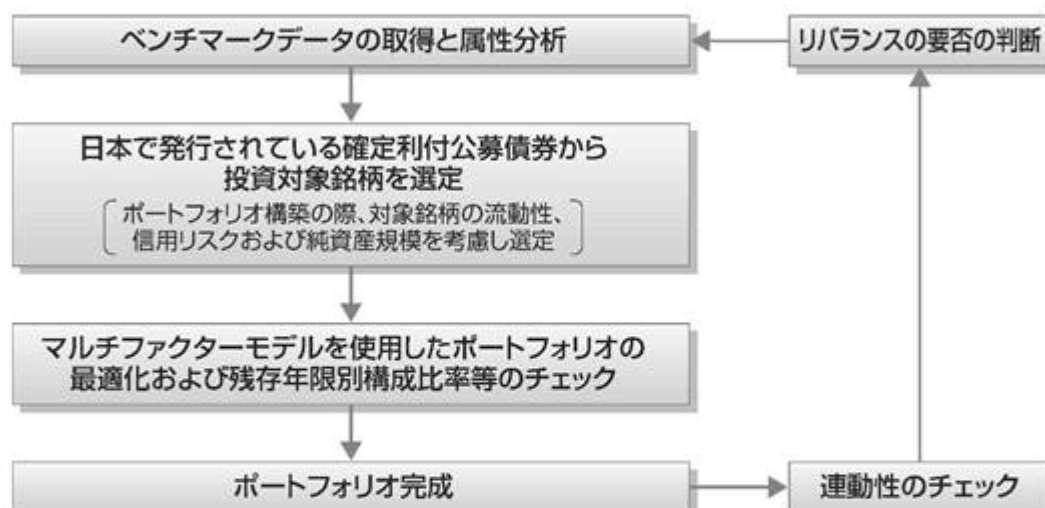 ベンチマークデータの取得と属性分析
リバランスの要否の判断
日本で発行されている確定利付公募債券から
投資対象銘柄を選定
ポートフォリオ構築の際、対象銘柄の流動性、
信用リスクおよび純資産規模を考慮し選定
マルチファクターモデルを使用したポートフォリオの
最適化および残存年限別構成比率等のチェック
ポートフォリオ完成
連動性のチェック